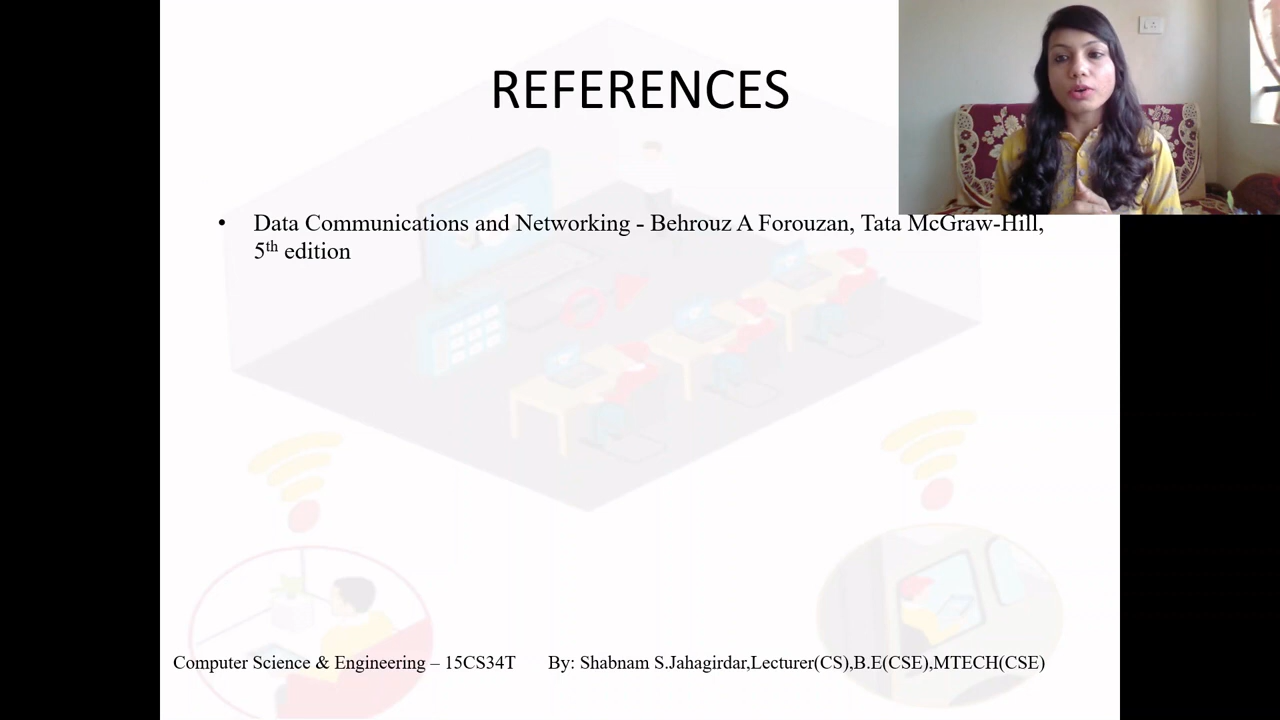 REFERENCES
• Data Communications and Networking - Behrouz A Forouzan, Tata McGraw-Hill,
5th edition
Computer Science & Engineering – 15CS34T By: Shabnam S.Jahagirdar,Lecturer(CS),B.E(CSE),MTECH(CSE)